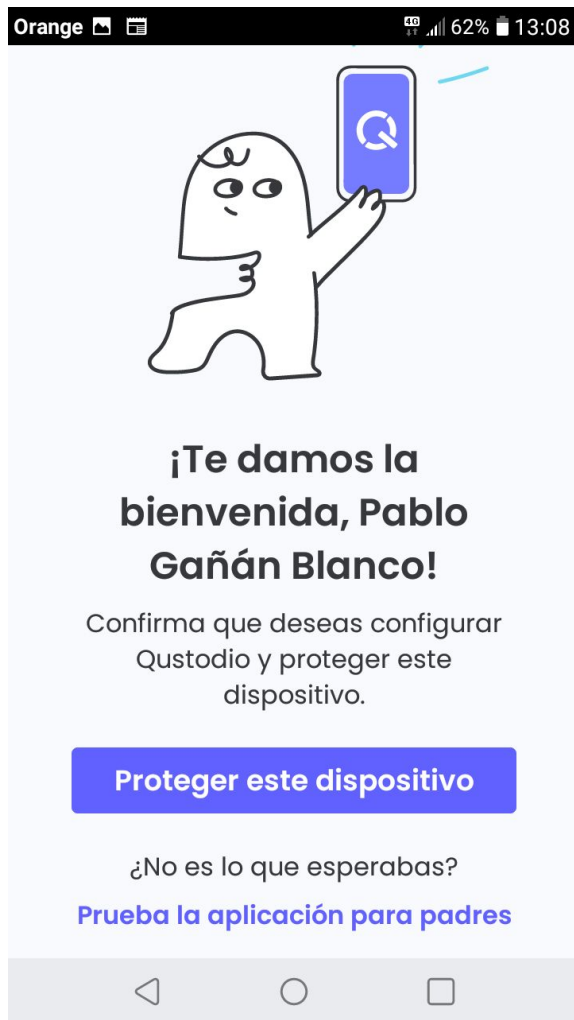 Orange 4G 62% 13:08
Q
¡Te damos la
bienvenida, Pablo
Gañán Blanco!
Confirma que deseas configurar
Qustodio y proteger este
dispositivo.
Proteger este dispositivo
¿No es lo que esperabas?
Prueba la aplicación para padres